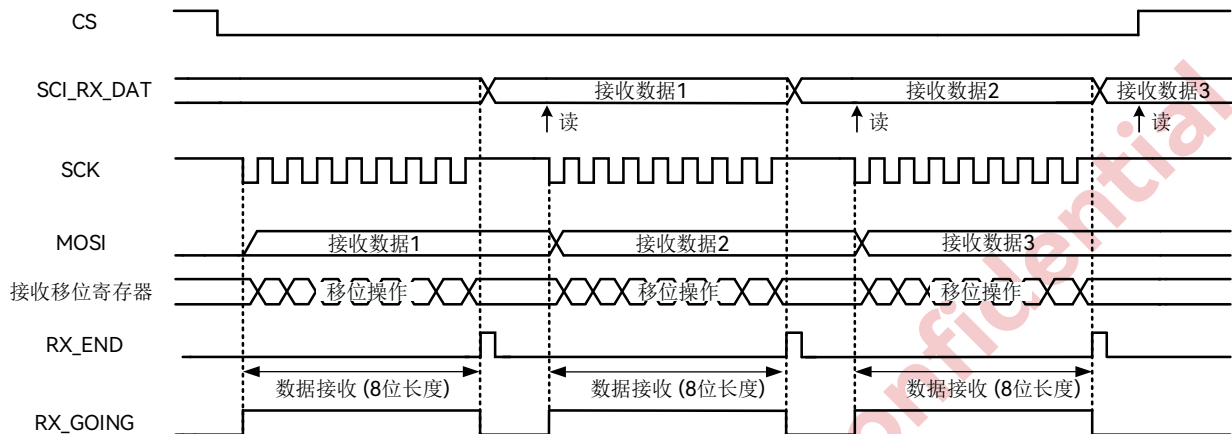 CS
SCI_RX_DAT
接收数据1
接收数据2
接收数据3
读
读
读
SCK
MOSI
接收数据1
接收数据2
接收数据3
接收移位寄存器
移位操作
移位操作
移位操作
RX_END
数据接收 (8位长度)
数据接收 (8位长度)
数据接收 (8位长度)
RX_GOING
onfidential